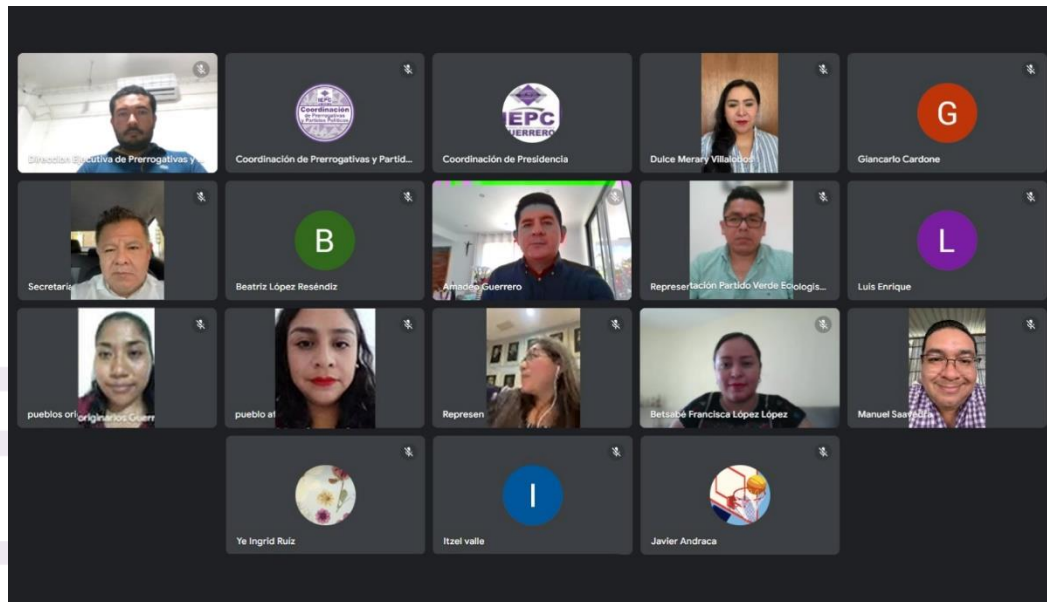 Direccion Ejecutiva de Prerrogativas y ...
IEPC
Coordinación
de Prerrogativas
y Partidos Políticos
Coordinación de Prerrogativas y Partid...
IEPC
GUERRERO
Coordinación de Presidencia
Dulce Merary Villalobos
G
Giancarlo Cardone
Secretaría
B
Beatriz López Reséndiz
Amadeo Guerrero
Representación Partido Verde Ecologis...
L
Luis Enrique
pueblos originarios Guerr
pueblo af
Represen
Betsabé Francisca López López
Manuel Saavedra
Ye Ingrid Ruíz
I
Itzel valle
Javier Andraca